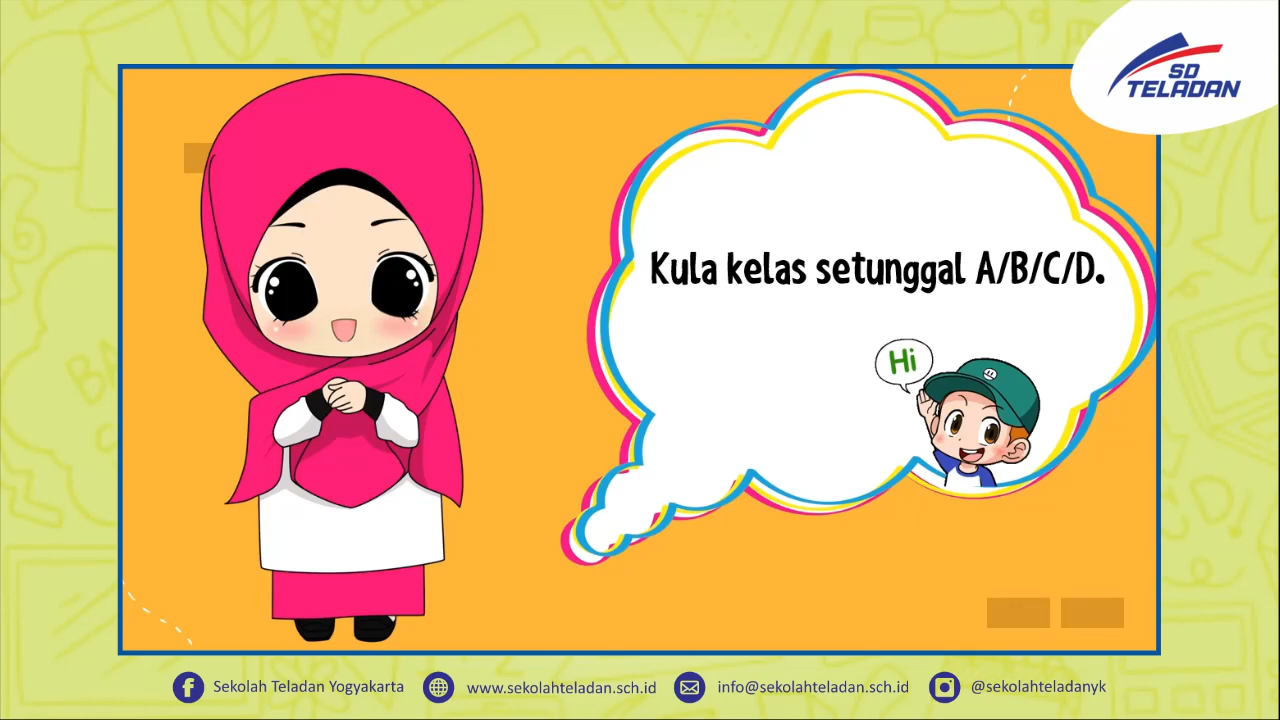 SD
TELADAN
Kula kelas setunggal A/B/C/D.
Hi
Sekolah Teladan Yogyakarta
www.sekolahteladan.sch.id
info@sekolahteladan.sch.id
@sekolahteladanyk